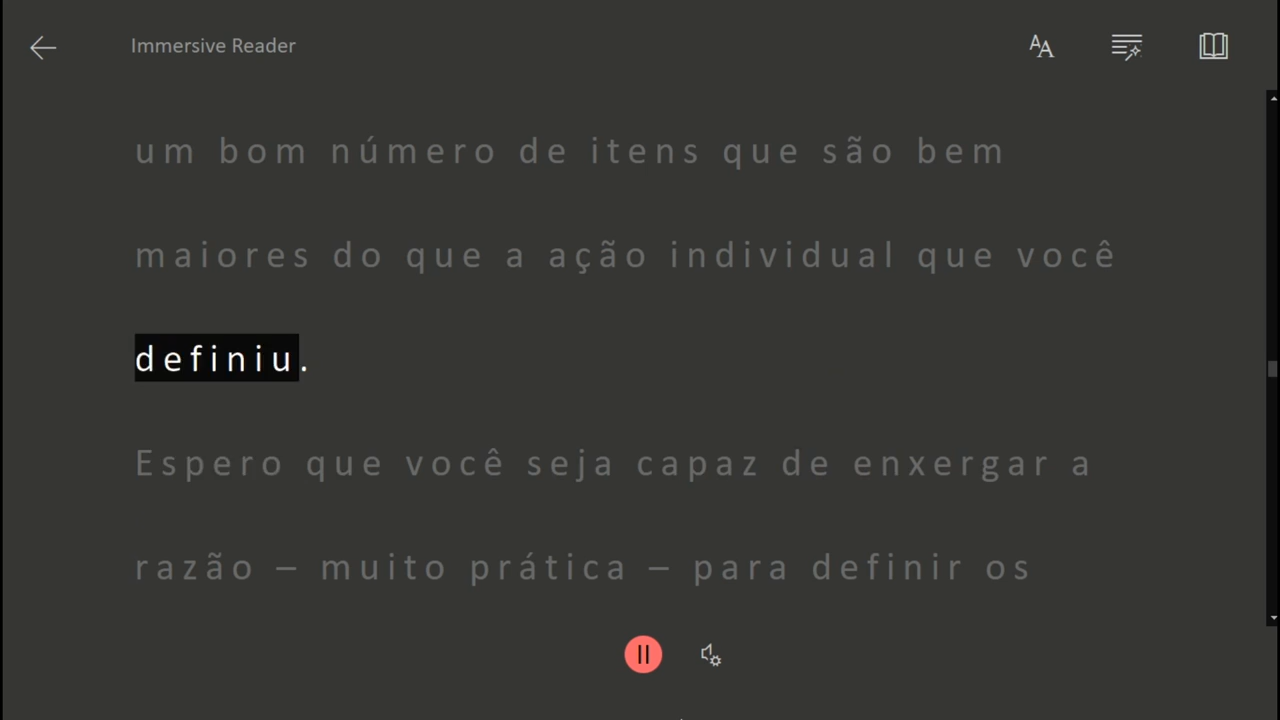 Immersive Reader
um bom número de itens que são bem
maiores do que a ação individual que você
definiu.
Espero que você seja capaz de enxergar a
razão – muito prática – para definir os